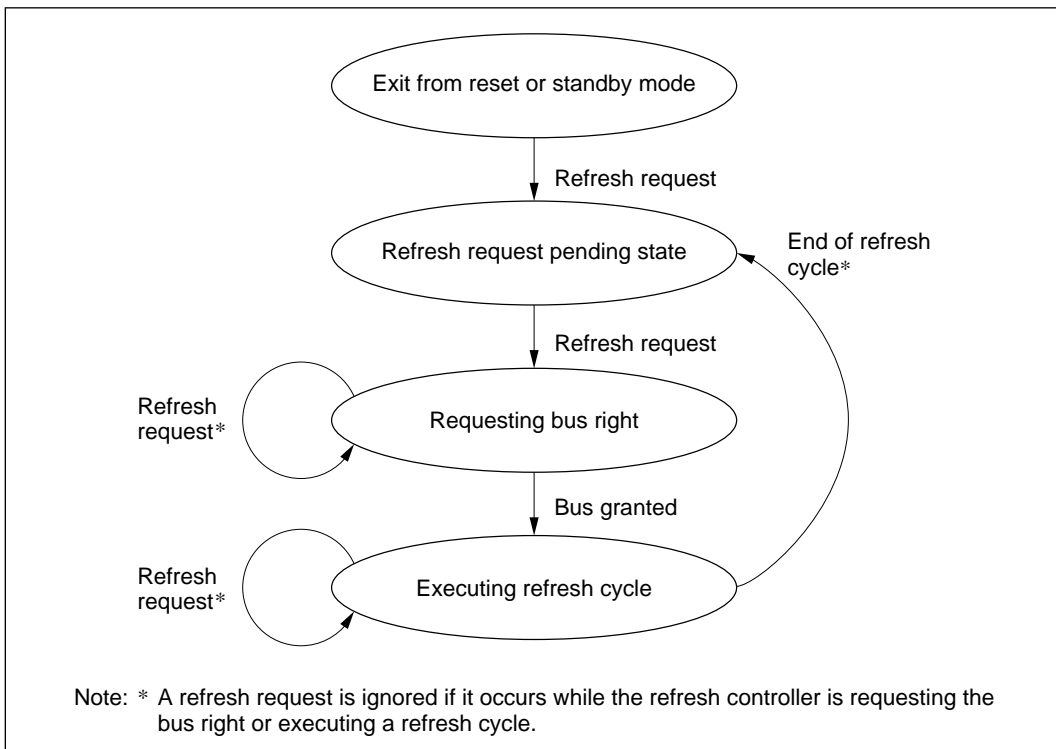 Exit from reset or standby mode
Refresh request
Refresh request pending state
End of refresh
cycle*
Refresh request
Refresh
request*
Requesting bus right
Bus granted
Refresh
request*
Executing refresh cycle
Note: * A refresh request is ignored if it occurs while the refresh controller is requesting the
bus right or executing a refresh cycle.